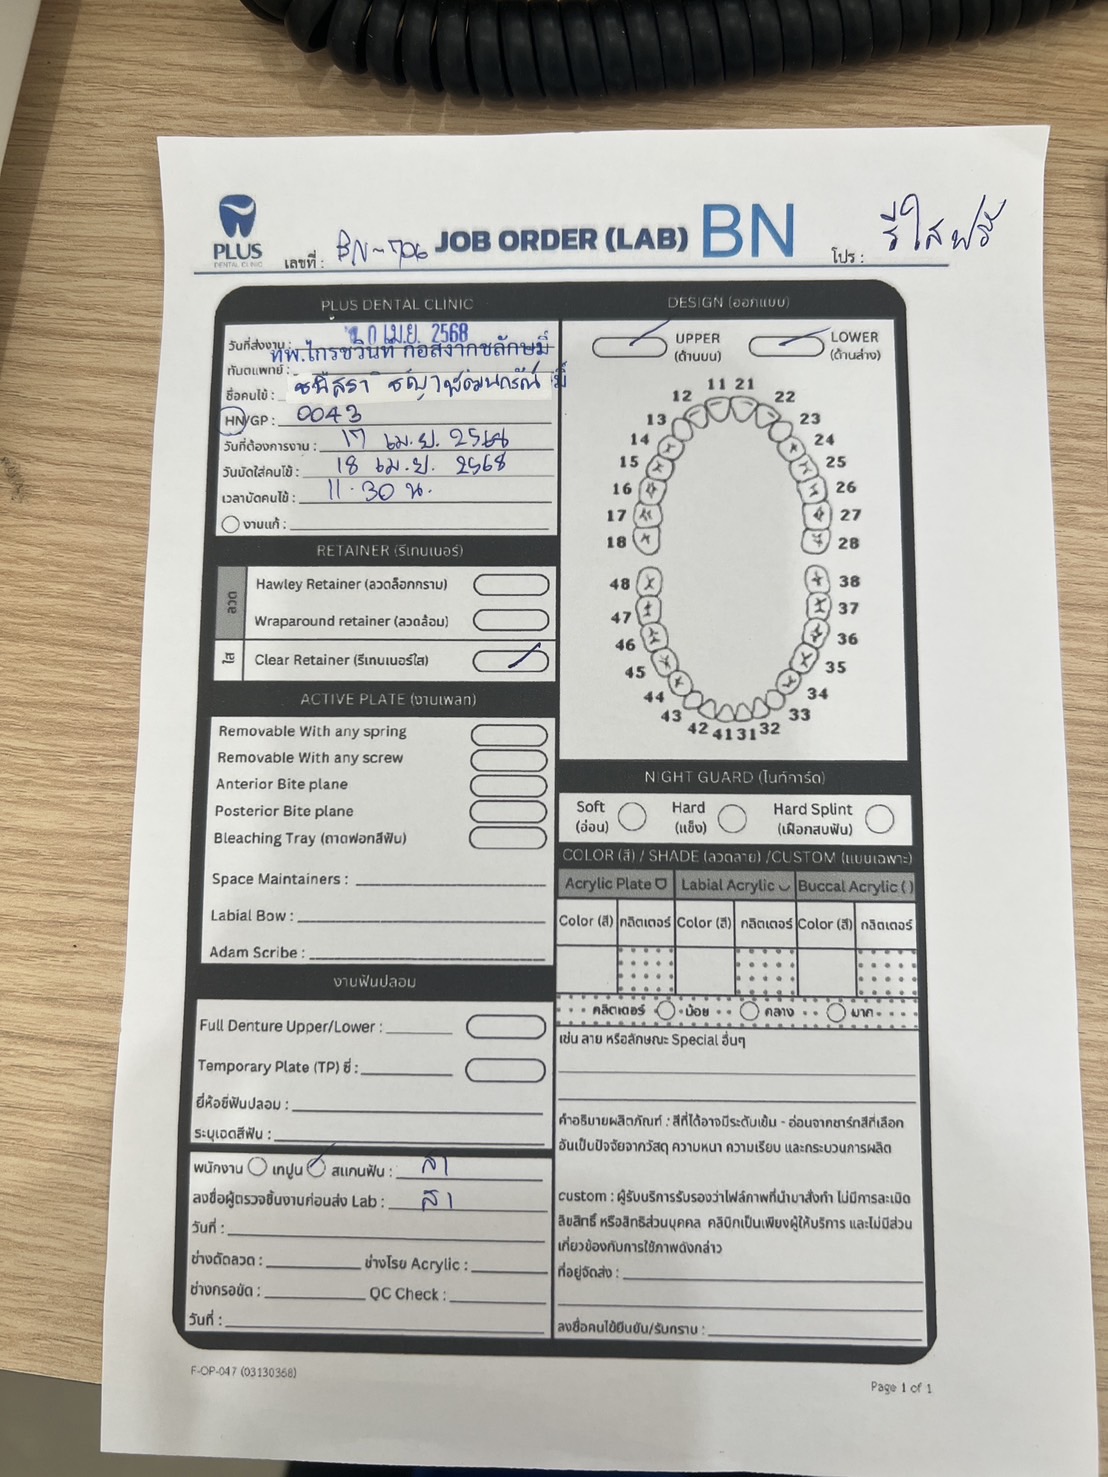 PLUS
DENTAL CLINIC
เลขที่ : BN-706
JOB ORDER (LAB) BN
โปร : รีใสฟรี
PLUS DENTAL CLINIC
วันที่ส่งงาน : 10 เม.ย. 2568
ทันตแพทย์ : ทพ.ไกรชวินท์
ชื่อคนไข้ :
HN/GP : 0043
วันที่ต้องการงาน : 17 เม.ย. 2568
วันนัดใส่คนไข้ : 18 เม.ย. 2568
เวลานัดคนไข้ : 11.30 น.
งานแก้ :
RETAINER (รีเทนเนอร์)
ลวด
Hawley Retainer (ลวดล็อกกราม)
Wraparound retainer (ลวดล้อม)
ใส
Clear Retainer (รีเทนเนอร์ใส)
ACTIVE PLATE (งานเพลท)
Removable With any spring
Removable With any screw
Anterior Bite plane
Posterior Bite plane
Bleaching Tray (ถาดฟอกสีฟัน)
Space Maintainers :
Labial Bow :
Adam Scribe :
งานฟันปลอม
Full Denture Upper/Lower :
Temporary Plate (TP) ซี่ :
ยี่ห้อซี่ฟันปลอม :
ระบุเฉดสีฟัน :
พนักงาน เทปูน สแกนฟัน : สา
ลงชื่อผู้ตรวจชิ้นงานก่อนส่ง Lab : สา
วันที่ :
ช่างดัดลวด : ช่างโรย Acrylic :
ช่างกรอขัด : QC Check :
วันที่ :
DESIGN (ออกแบบ)
UPPER
(ด้านบน)
LOWER
(ด้านล่าง)
11 21
12 22
13 23
14 24
15 25
16 26
17 27
18 28
48 38
47 37
46 36
45 35
44 34
43 33
42 41 31 32
NIGHT GUARD (ไนท์การ์ด)
Soft
(อ่อน)
Hard
(แข็ง)
Hard Splint
(เฝือกสบฟัน)
COLOR (สี) / SHADE (ลวดลาย) /CUSTOM (แบบเฉพาะ)
Acrylic Plate Labial Acrylic Buccal Acrylic ( )
Color (สี) กลิตเตอร์ Color (สี) กลิตเตอร์ Color (สี) กลิตเตอร์
กลิตเตอร์ น้อย กลาง มาก
เช่น ลาย หรือลักษณะ Special อื่นๆ
คำอธิบายผลิตภัณฑ์ : สีที่ได้อาจมีระดับเข้ม - อ่อนจากชาร์ทสีที่เลือก
อันเป็นปัจจัยจากวัสดุ ความหนา ความเรียบ และกระบวนการผลิต
custom : ผู้รับบริการรับรองว่าไฟล์ภาพที่นำมาสั่งทำ ไม่มีการละเมิด
ลิขสิทธิ์ หรือสิทธิส่วนบุคคล คลินิกเป็นเพียงผู้ให้บริการ และไม่มีส่วน
เกี่ยวข้องกับการใช้ภาพดังกล่าว
ที่อยู่จัดส่ง :
ลงชื่อคนไข้ยืนยัน/รับทราบ :
F-OP-047 (03130368)
Page 1 of 1